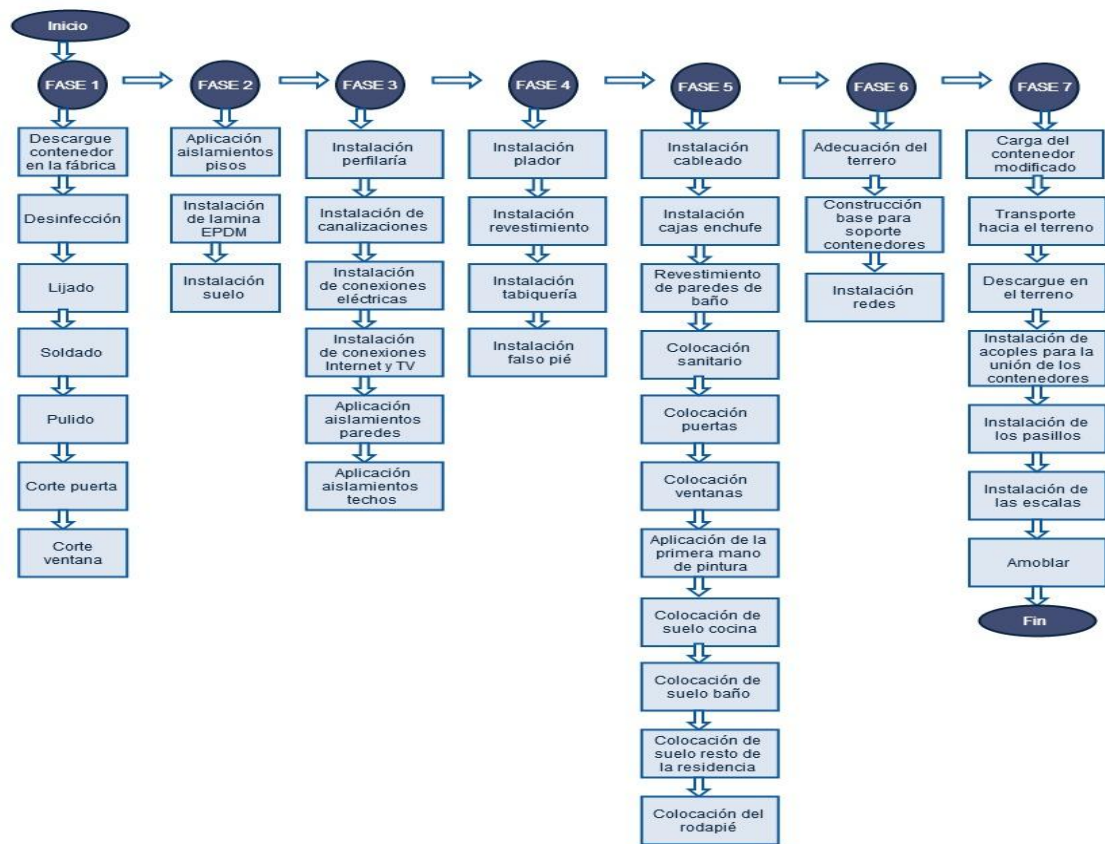 Inicio
FASE 1
Descargue
contenedor
en la fábrica
Desinfección
Lijado
Soldado
Pulido
Corte puerta
Corte
ventana
FASE 2
Aplicación
aislamientos
pisos
Instalación
de lamina
EPDM
Instalación
suelo
FASE 3
Instalación
perfilaría
Instalación de
canalizaciones
Instalación
de conexiones
eléctricas
Instalación
de conexiones
Internet y TV
Aplicación
aislamientos
paredes
Aplicación
aislamientos
techos
FASE 4
Instalación
plador
Instalación
revestimiento
Instalación
tabiquería
Instalación
falso pié
FASE 5
Instalación
cableado
Instalación
cajas enchufe
Revestimiento
de paredes de
baño
Colocación
sanitario
Colocación
puertas
Colocación
ventanas
Aplicación de la
primera mano
de pintura
Colocación de
suelo cocina
Colocación de
suelo baño
Colocación de
suelo resto de
la residencia
Colocación del
rodapié
FASE 6
Adecuación del
terrero
Construcción
base para
soporte
contenedores
Instalación
redes
FASE 7
Carga del
contenedor
modificado
Transporte
hacia el terreno
Descargue en
el terreno
Instalación de
acoples para la
unión de los
contenedores
Instalación de
los pasillos
Instalación de
las escalas
Amoblar
Fin